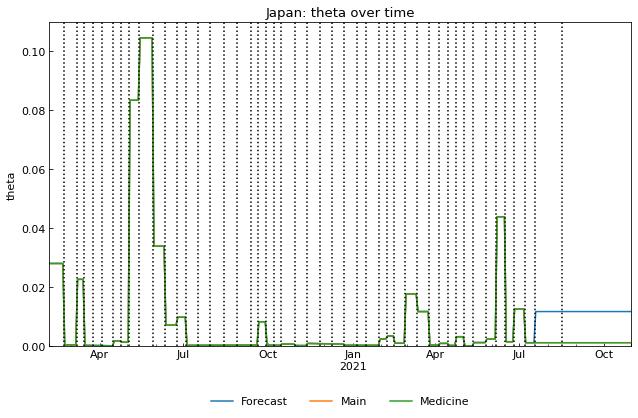 Japan: theta over time
0.10
0.08
0.06
0.04
0.02
0.00
theta
Apr Jul Oct Jan Apr Jul Oct
2021
Forecast Main Medicine